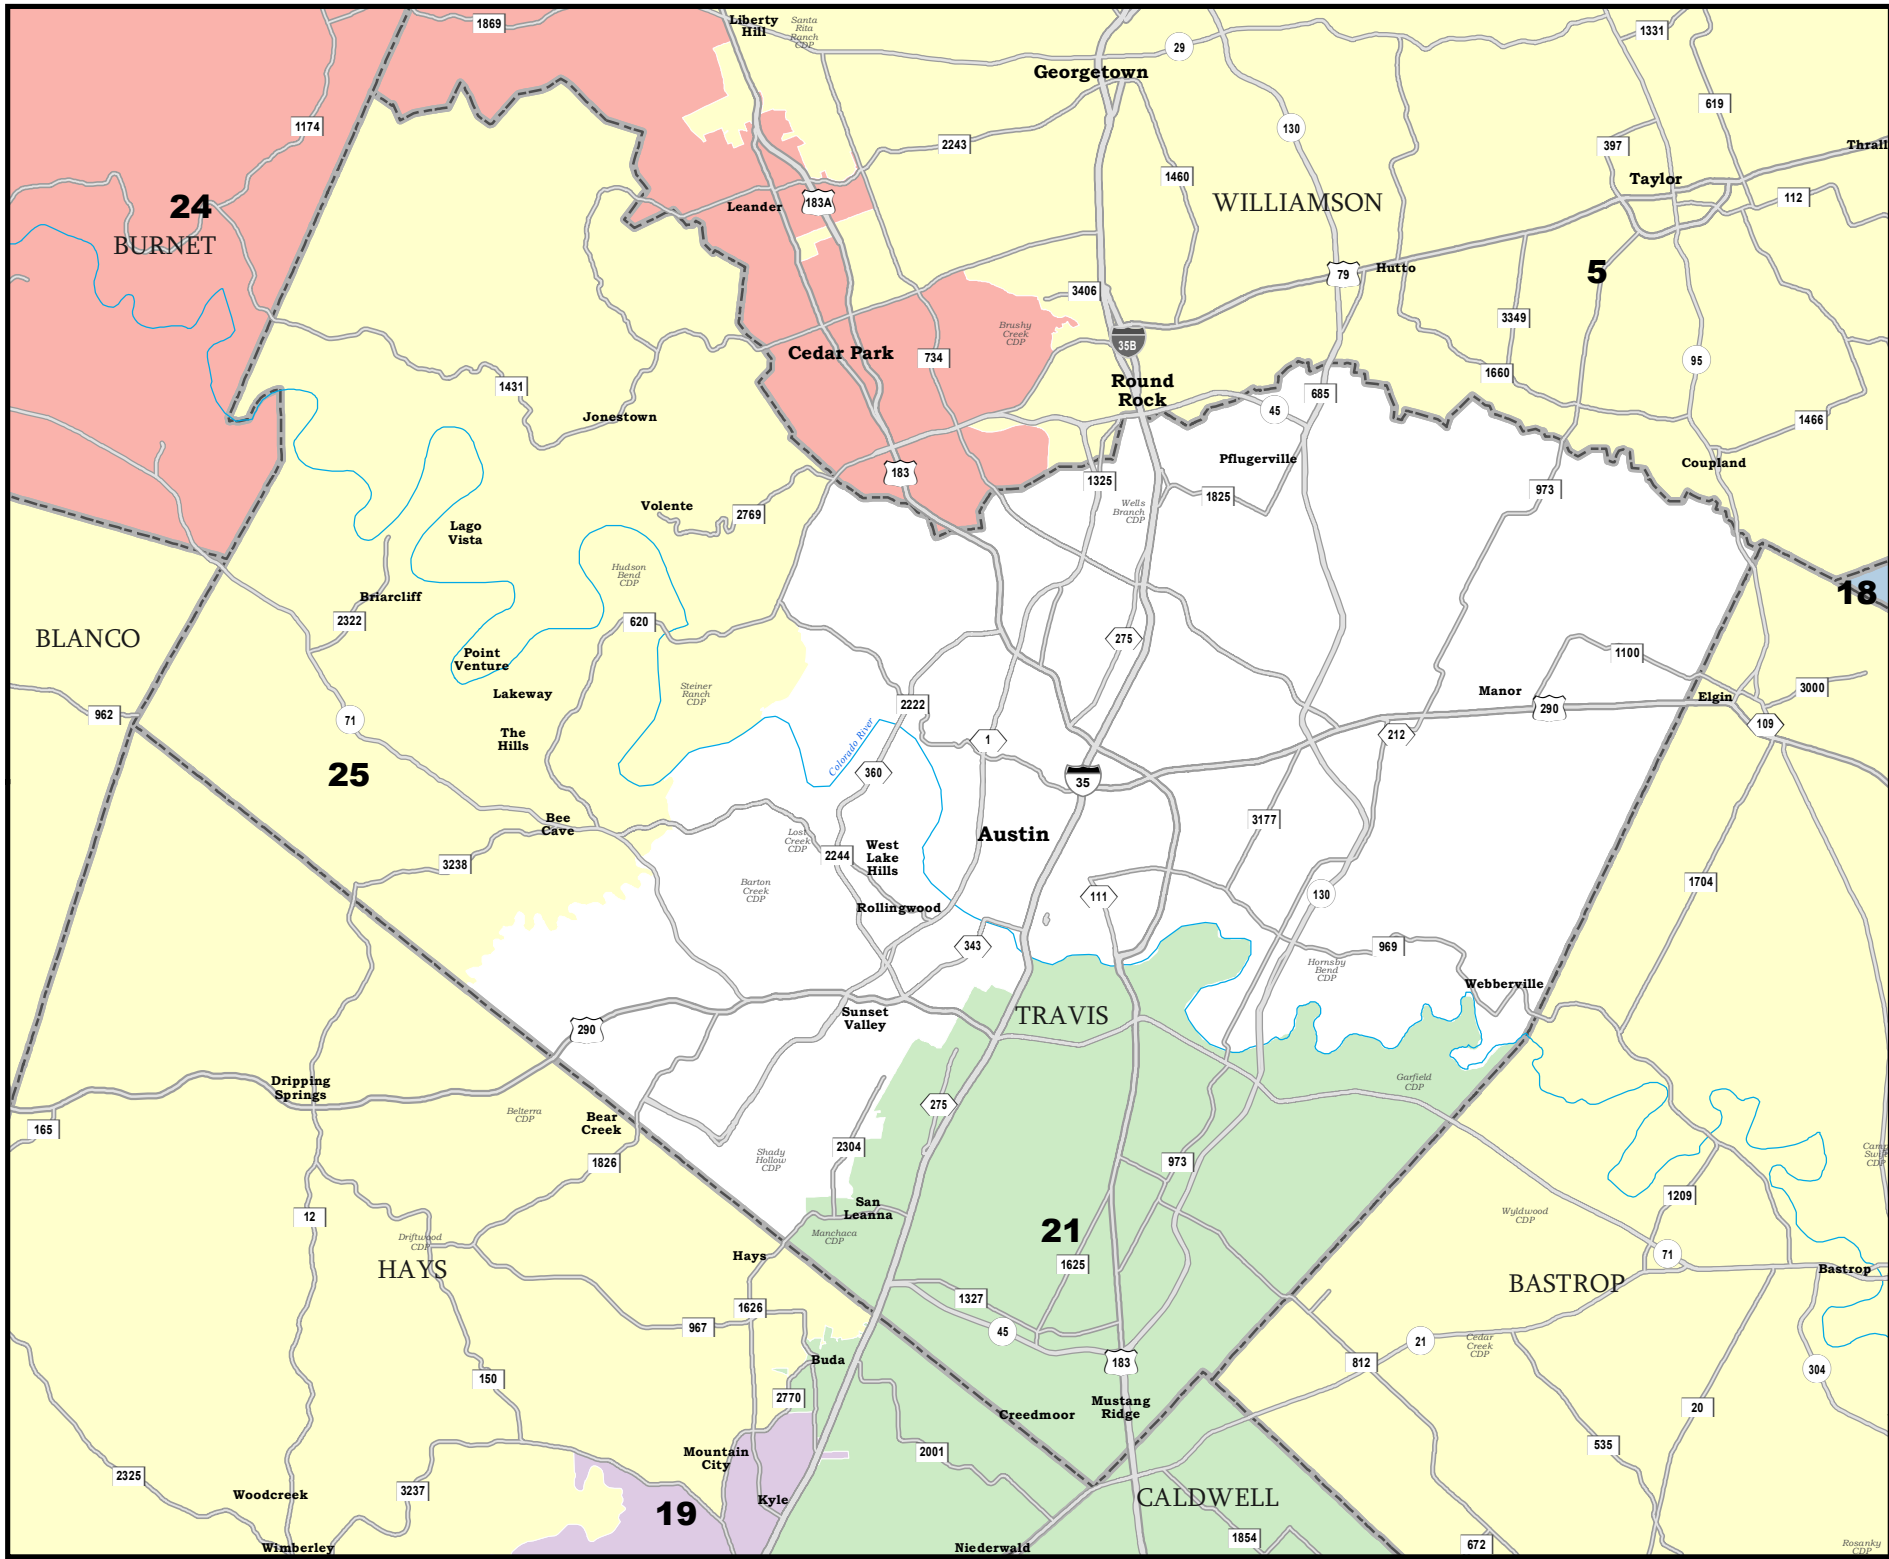 1869
Liberty
Hill
Santa
Rita
Ranch
CDP
29
1331
Georgetown
619
1174
130
2243
397
Thrall
1460
Taylor
24
BURNET
Leander
183A
WILLIAMSON
112
79
Hutto
5
3406
Brushy
Creek
CDP
3349
35B
Cedar Park
734
95
1431
1660
Round
Rock
685
45
Jonestown
1466
183
Pflugerville
Coupland
1325
1825
973
Volente
2769
Wells
Branch
CDP
Lago
Vista
Hudson
Bend
CDP
Briarcliff
18
2322
620
BLANCO
275
Point
Venture
1100
Lakeway
Steiner
Ranch
CDP
Manor
Elgin
3000
962
71
2222
290
109
The
Hills
Colorado River
1
212
25
360
35
Bee
Cave
Austin
3177
Lost
Creek
CDP
2244
West
Lake
Hills
3238
Barton
Creek
CDP
111
130
1704
Rollingwood
343
969
Hornsby
Bend
CDP
Webberville
Sunset
Valley
TRAVIS
290
Dripping
Springs
Garfield
CDP
Belterra
CDP
Bear
Creek
275
165
2304
Shady
Hollow
CDP
1826
973
Camp
Swift
CDP
1209
San
Leanna
12
Wyldwood
CDP
Driftwood
CDP
Manchaca
CDP
21
Hays
1625
71
HAYS
Bastrop
BASTROP
1327
1626
967
45
21
Cedar
Creek
CDP
Buda
183
812
304
150
2770
Mustang
Ridge
Creedmoor
20
2001
535
Mountain
City
2325
3237
Woodcreek
Kyle
CALDWELL
19
1854
672
Wimberley
Niederwald
Rosanky
CDP